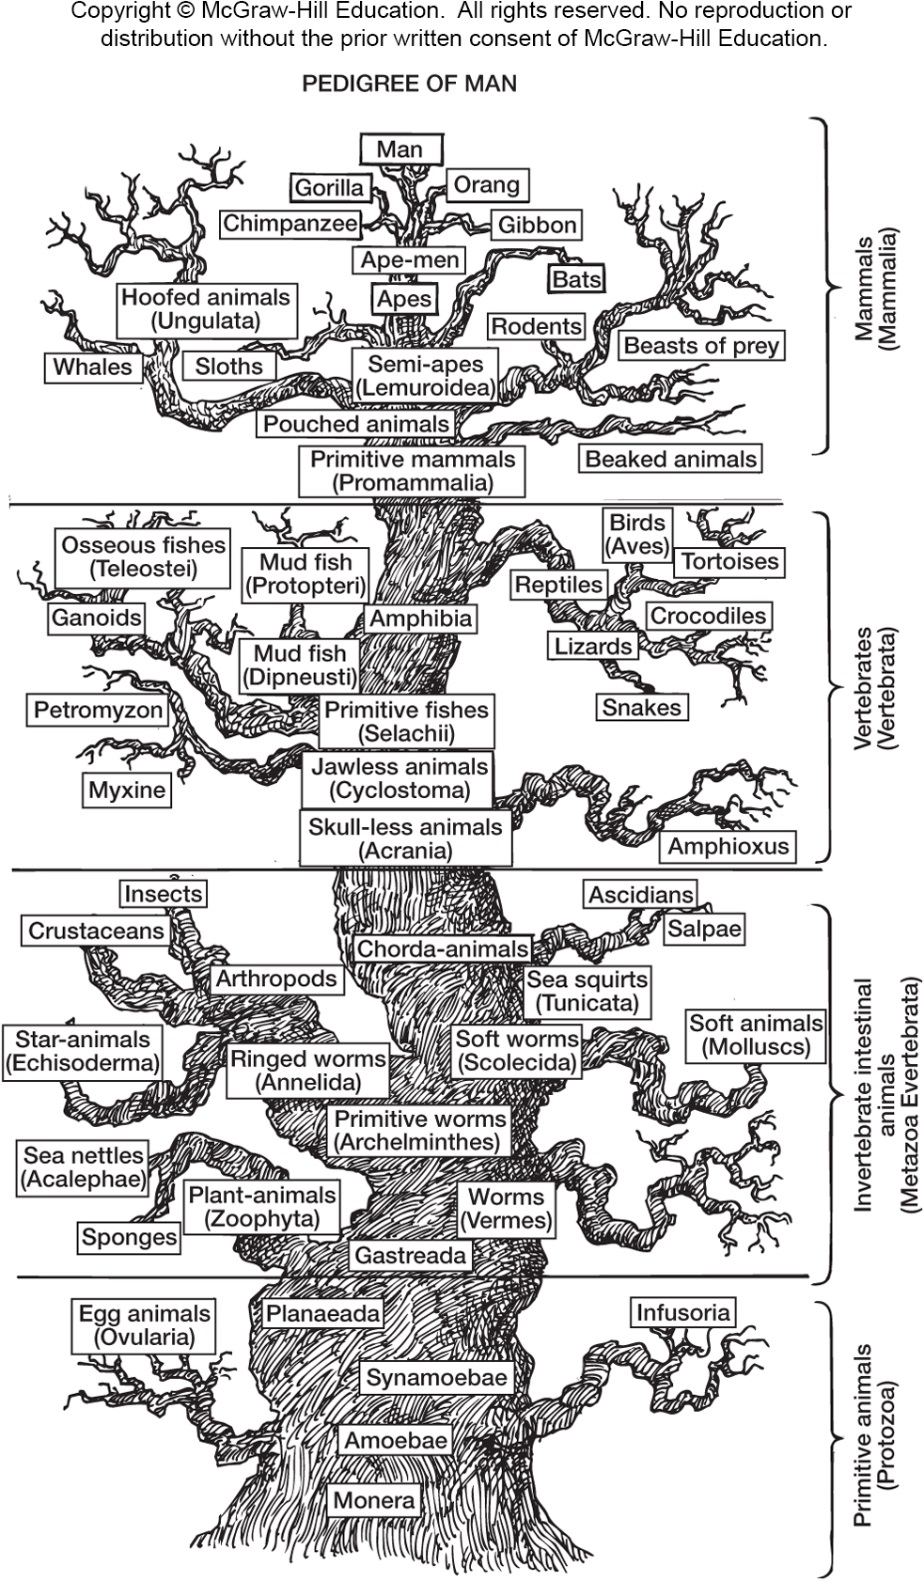 Copyright © McGraw-Hill Education. All rights reserved. No reproduction or
distribution without the prior written consent of McGraw-Hill Education.
PEDIGREE OF MAN
Man
Gorilla
Orang
Chimpanzee
Gibbon
Ape-men
Bats
Apes
Hoofed animals
(Ungulata)
Rodents
Beasts of prey
Whales
Sloths
Semi-apes
(Lemuroidea)
Pouched animals
Primitive mammals
(Promammalia)
Beaked animals
Mammals
(Mammalia)
Osseous fishes
(Teleostei)
Mud fish
(Protopteri)
Birds
(Aves)
Tortoises
Reptiles
Ganoids
Amphibia
Crocodiles
Lizards
Mud fish
(Dipneusti)
Petromyzon
Primitive fishes
(Selachii)
Snakes
Myxine
Jawless animals
(Cyclostoma)
Skull-less animals
(Acrania)
Amphioxus
Vertebrates
(Vertebrata)
Insects
Ascidians
Crustaceans
Salpae
Chorda-animals
Arthropods
Sea squirts
(Tunicata)
Star-animals
(Echisoderma)
Ringed worms
(Annelida)
Soft worms
(Scolecida)
Soft animals
(Molluscs)
Primitive worms
(Archelminthes)
Sea nettles
(Acalephae)
Plant-animals
(Zoophyta)
Worms
(Vermes)
Sponges
Gastreada
Invertebrate intestinal
animals
(Metazoa Evertebrata)
Egg animals
(Ovularia)
Planaeada
Infusoria
Synamoebae
Amoebae
Monera
Primitive animals
(Protozoa)